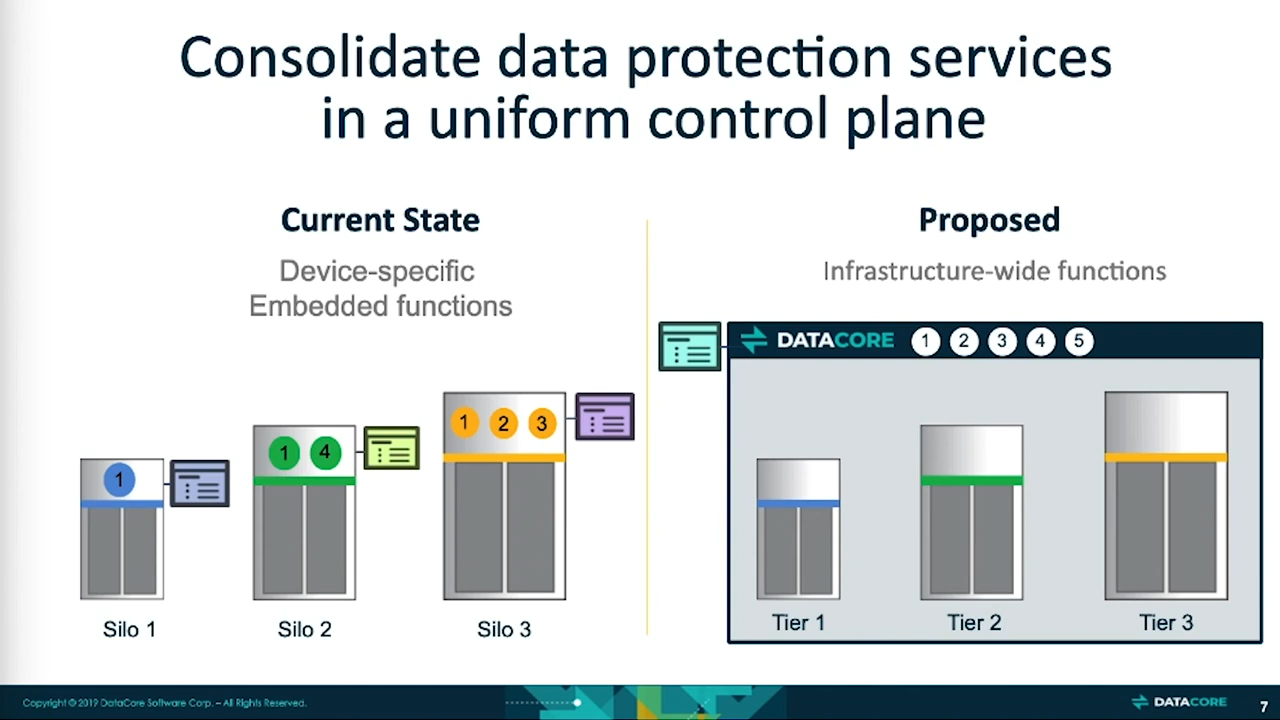 Consolidate data protection services
in a uniform control plane
Current State
Device-specific
Embedded functions
1
1 4
1 2 3
Silo 1
Silo 2
Silo 3
Proposed
Infrastructure-wide functions
DATACORE 1 2 3 4 5
Tier 1
Tier 2
Tier 3
Copyright © 2019 DataCore Software Corp. – All Rights Reserved.
DATACORE
7